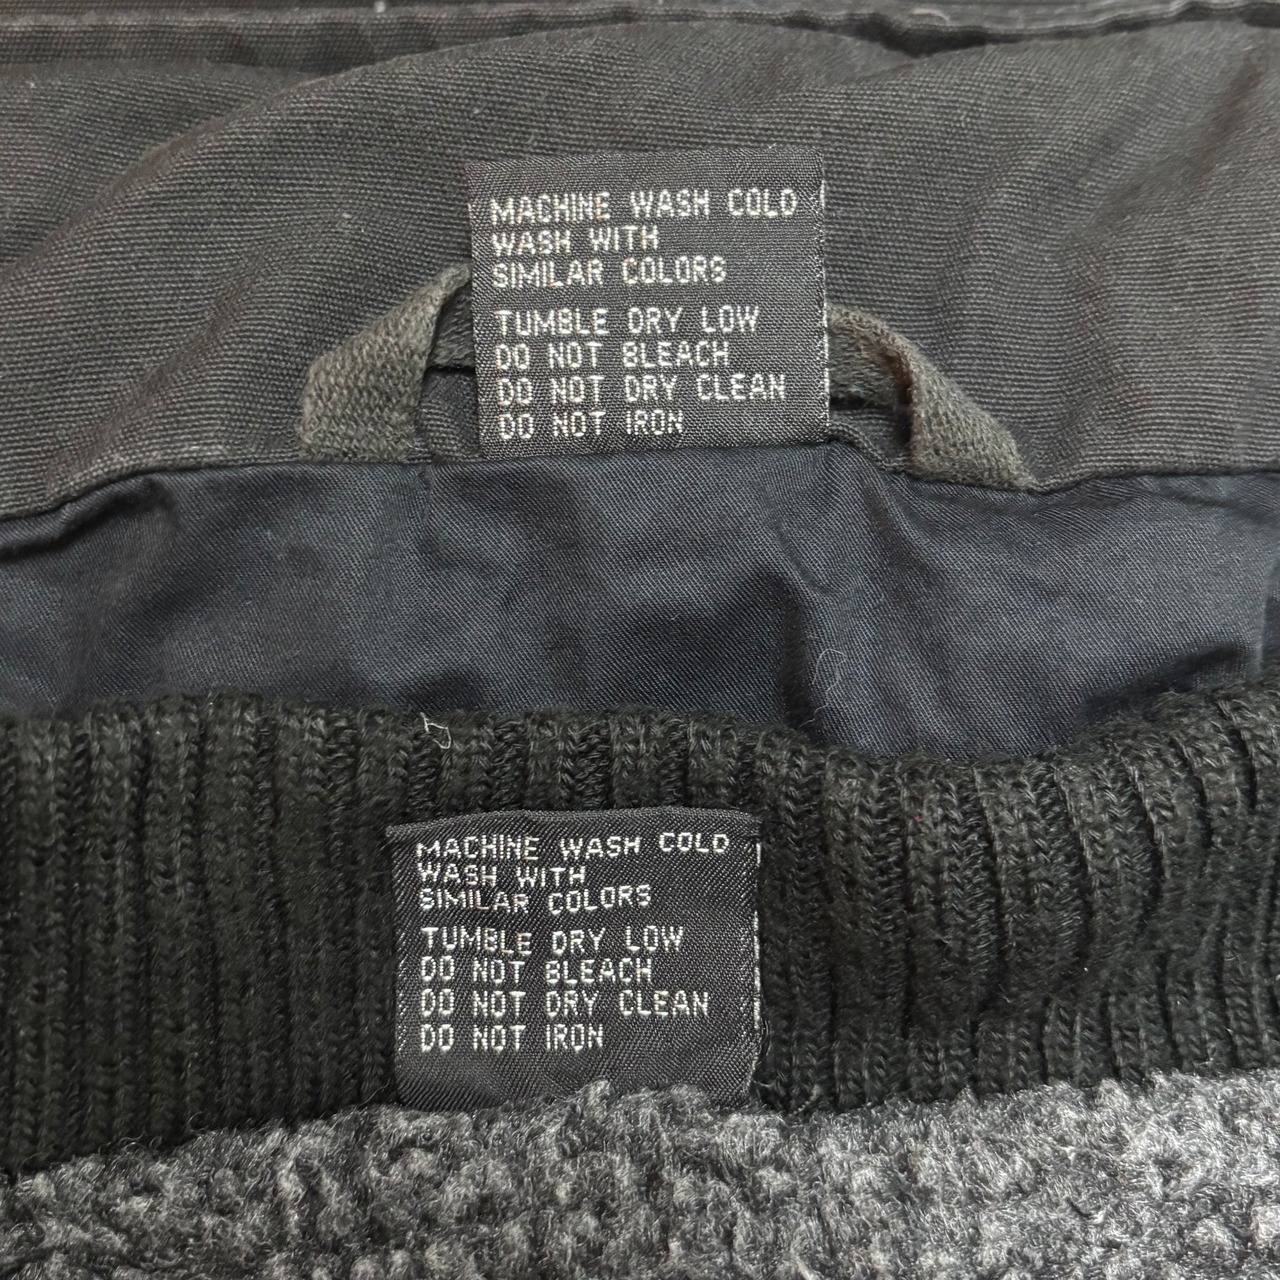 MACHINE WASH COLD
WASH WITH
SIMILAR COLORS
TUMBLE DRY LOW
DO NOT BLEACH
DO NOT DRY CLEAN
DO NOT IRON
MACHINE WASH COLD
WASH WITH
SIMILAR COLORS
TUMBLE DRY LOW
DO NOT BLEACH
DO NOT DRY CLEAN
DO NOT IRON